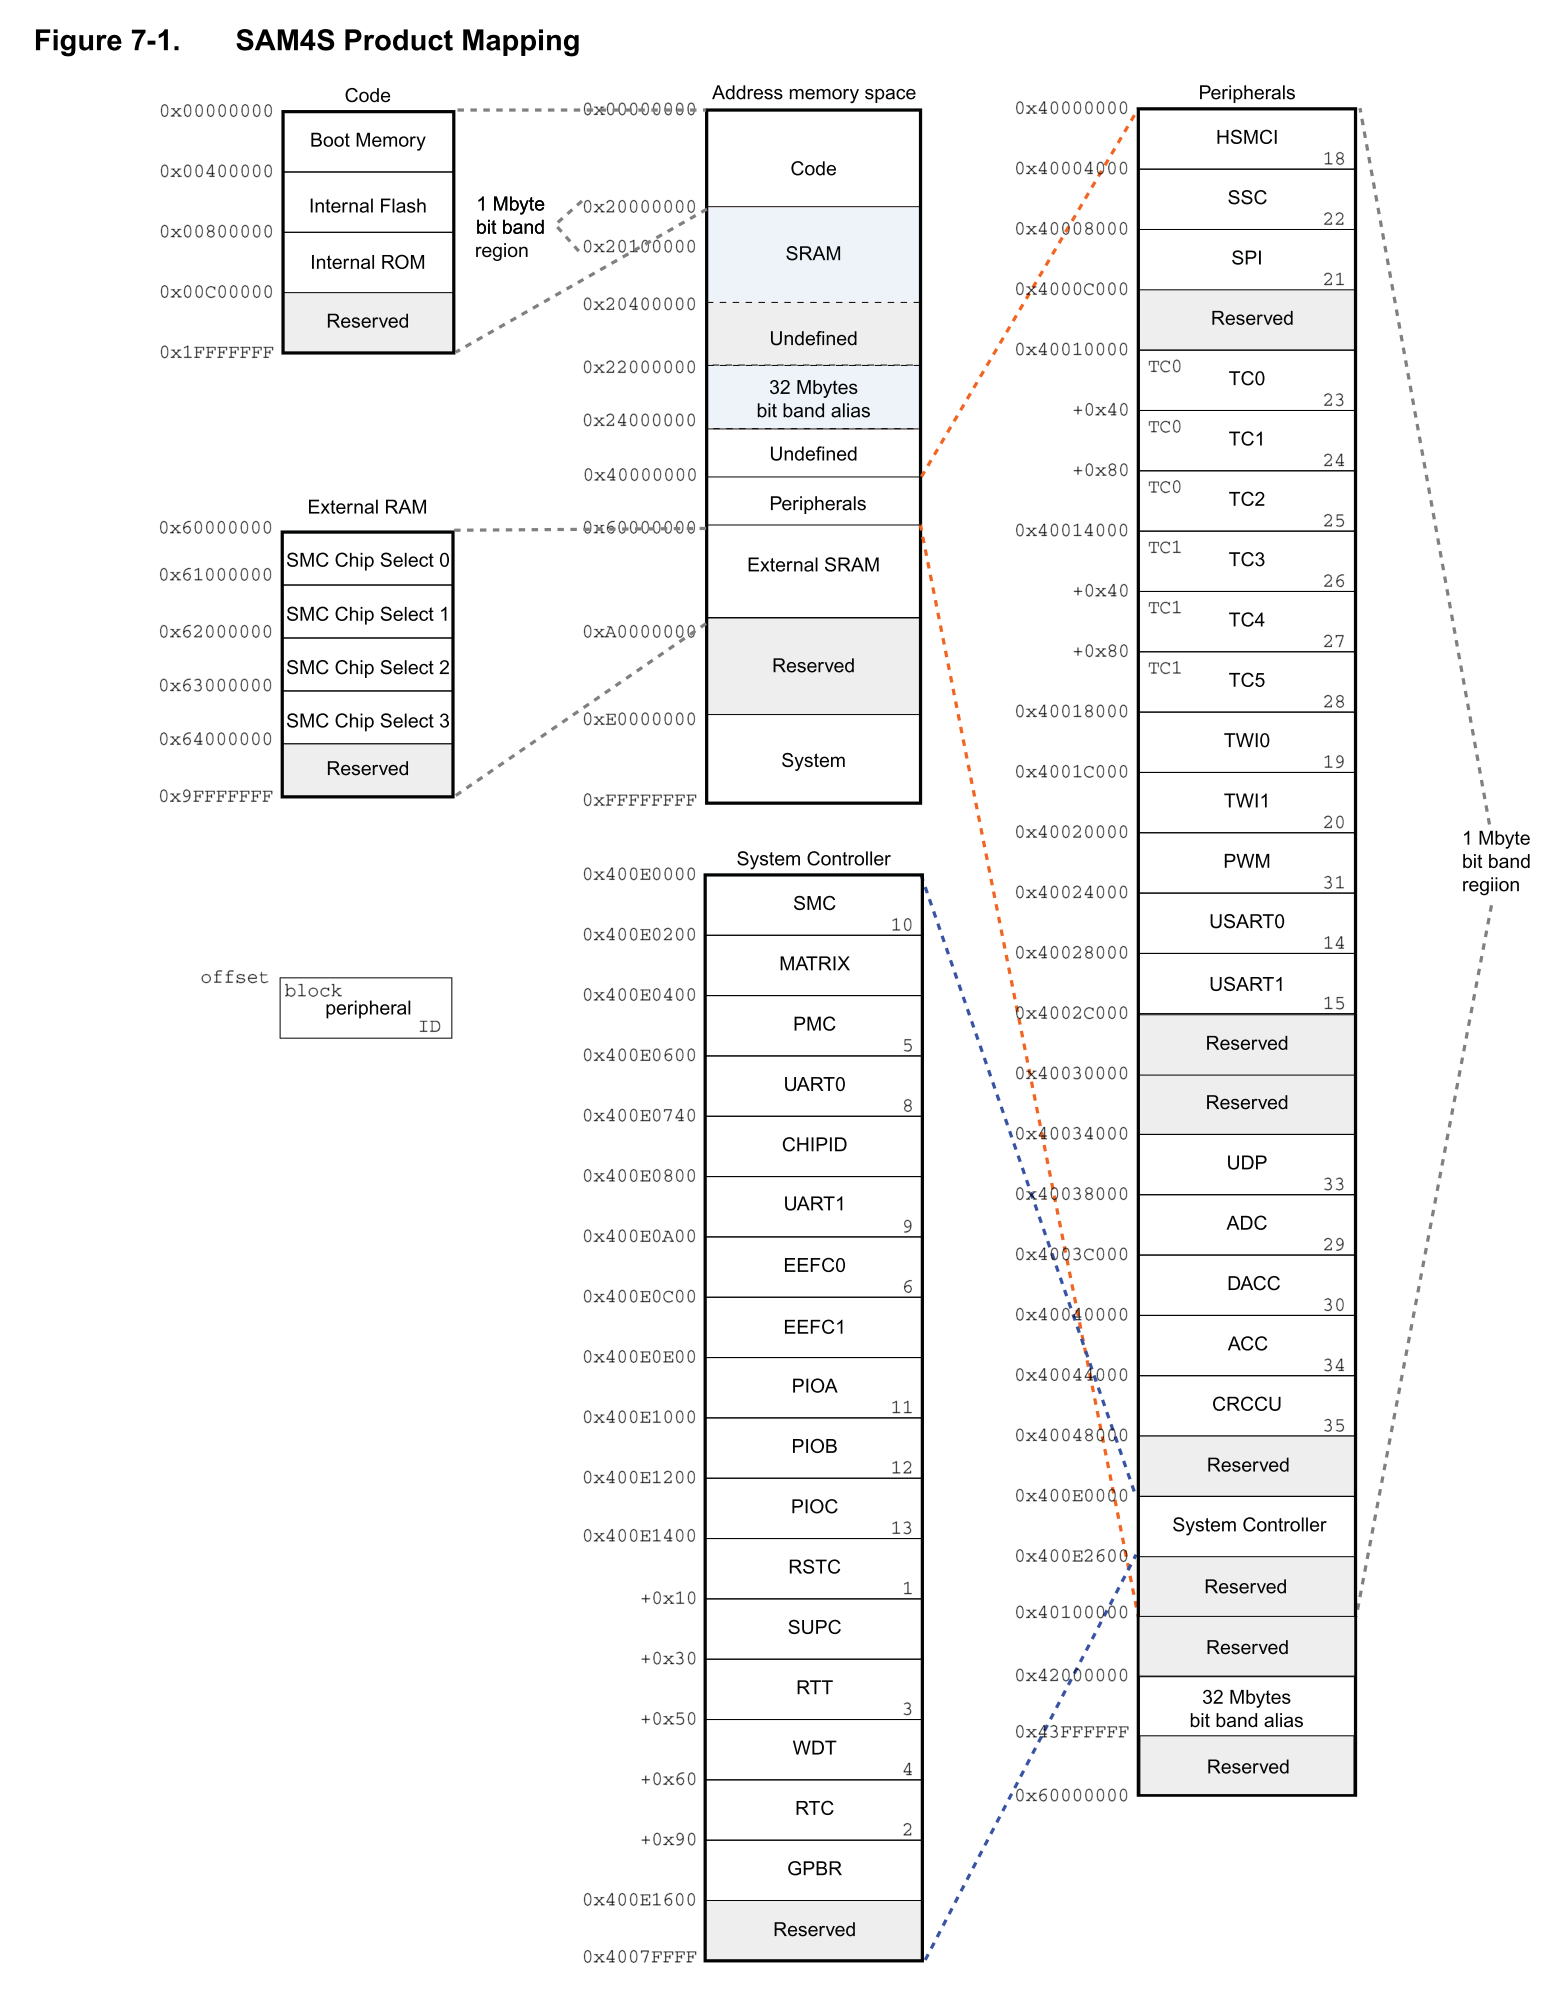 Figure 7-1. SAM4S Product Mapping
Code
0x00000000
Boot Memory
0x00400000
Internal Flash
0x00800000
Internal ROM
0x00C00000
Reserved
0x1FFFFFFF
1 Mbyte
bit band
region
External RAM
0x60000000
SMC Chip Select 0
0x61000000
SMC Chip Select 1
0x62000000
SMC Chip Select 2
0x63000000
SMC Chip Select 3
0x64000000
Reserved
0x9FFFFFFF
offset
block
peripheral
ID
Address memory space
0x00000000
Code
0x20000000
0x20100000
SRAM
0x20400000
Undefined
0x22000000
32 Mbytes
bit band alias
0x24000000
Undefined
0x40000000
Peripherals
0x60000000
External SRAM
0xA0000000
Reserved
0xE0000000
System
0xFFFFFFFF
System Controller
0x400E0000
SMC
10
0x400E0200
MATRIX
0x400E0400
PMC
5
0x400E0600
UART0
8
0x400E0740
CHIPID
0x400E0800
UART1
9
0x400E0A00
EEFC0
6
0x400E0C00
EEFC1
0x400E0E00
PIOA
11
0x400E1000
PIOB
12
0x400E1200
PIOC
13
0x400E1400
RSTC
1
+0x10
SUPC
+0x30
RTT
3
+0x50
WDT
4
+0x60
RTC
2
+0x90
GPBR
0x400E1600
Reserved
0x4007FFFF
Peripherals
0x40000000
HSMCI
18
0x40004000
SSC
22
0x40008000
SPI
21
0x4000C000
Reserved
0x40010000
TC0
TC0
23
+0x40
TC0
TC1
24
+0x80
TC0
TC2
25
0x40014000
TC1
TC3
26
+0x40
TC1
TC4
27
+0x80
TC1
TC5
28
0x40018000
TWI0
19
0x4001C000
TWI1
20
0x40020000
PWM
31
0x40024000
USART0
14
0x40028000
USART1
15
0x4002C000
Reserved
0x40030000
Reserved
0x40034000
UDP
33
0x40038000
ADC
29
0x4003C000
DACC
30
0x40040000
ACC
34
0x40044000
CRCCU
35
0x40048000
Reserved
0x400E0000
System Controller
0x400E2600
Reserved
0x40100000
Reserved
0x42000000
32 Mbytes
bit band alias
0x43FFFFFF
Reserved
0x60000000
1 Mbyte
bit band
regiion